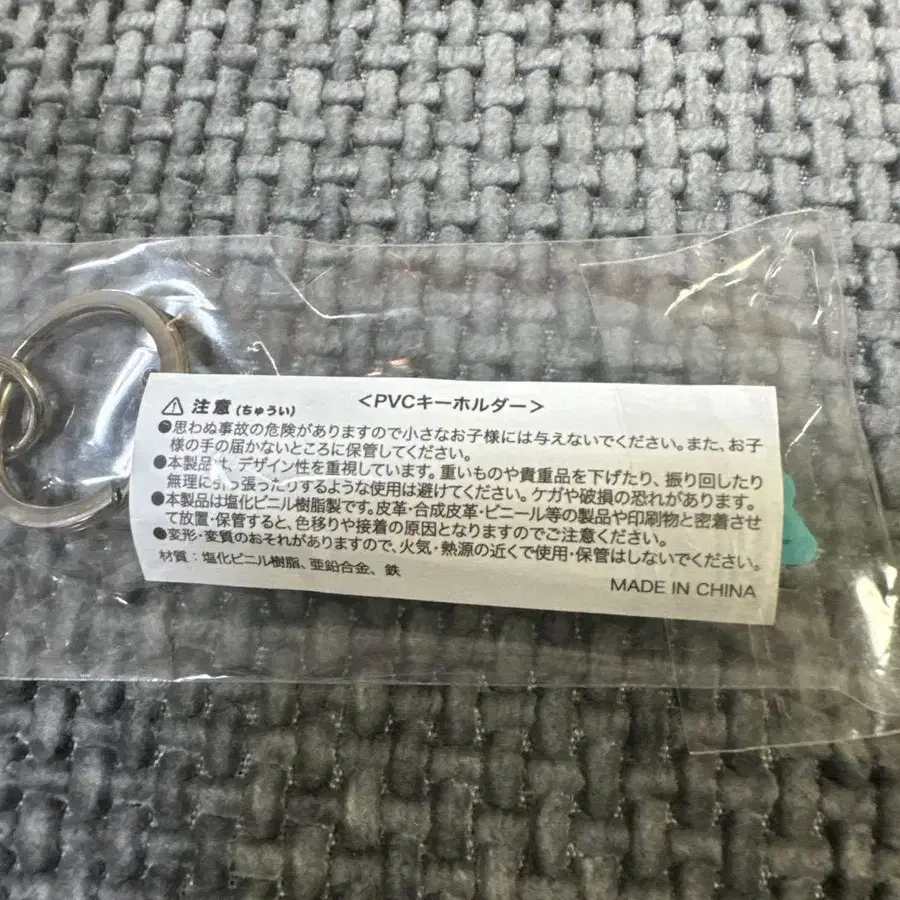 ⚠ 注意(ちゅうい) <PVCキーホルダー>
●思わぬ事故の危険がありますので小さなお子様には与えないでください。また、お子
様の手の届かないところに保管してください。
●本製品は、デザイン性を重視しています。重いものや貴重品を下げたり、振り回したり
無理に引っ張ったりするような使用は避けてください。ケガや破損の恐れがあります。
●本製品は塩化ビニル樹脂製です。皮革・合成皮革・ビニール等の製品や印刷物と密着させ
て放置・保管すると、色移りや接着の原因となりますのでご注意ください。
●変形・変質のおそれがありますので、火気・熱源の近くで使用・保管はしないでください。
材質:塩化ビニル樹脂、亜鉛合金、鉄
MADE IN CHINA